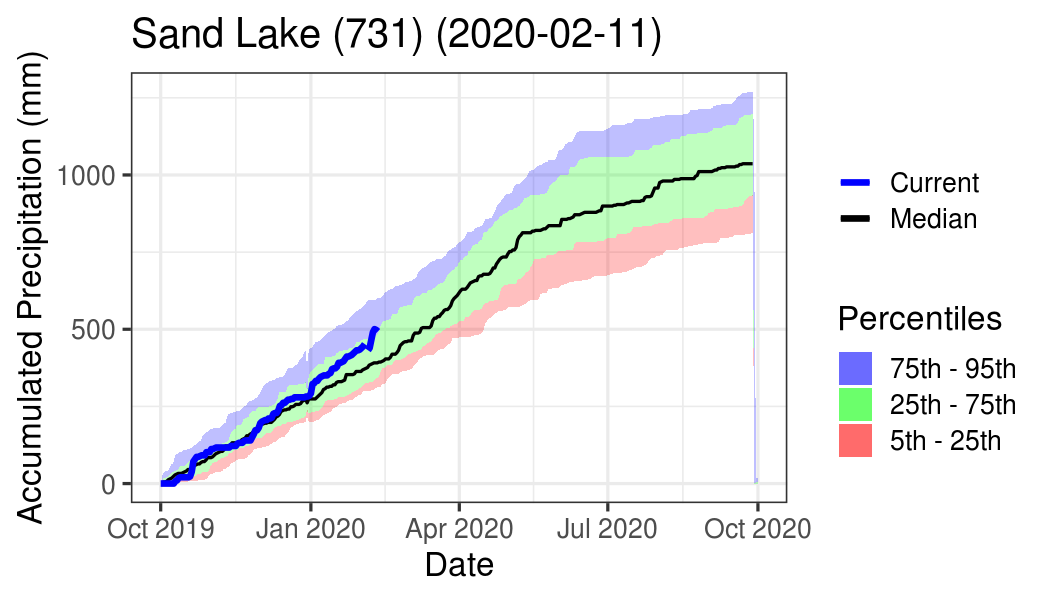 Sand Lake (731) (2020-02-11)
Accumulated Precipitation (mm)
1000
500
0
Oct 2019
Jan 2020
Apr 2020
Jul 2020
Oct 2020
Date
Current
Median
Percentiles
75th - 95th
25th - 75th
5th - 25th